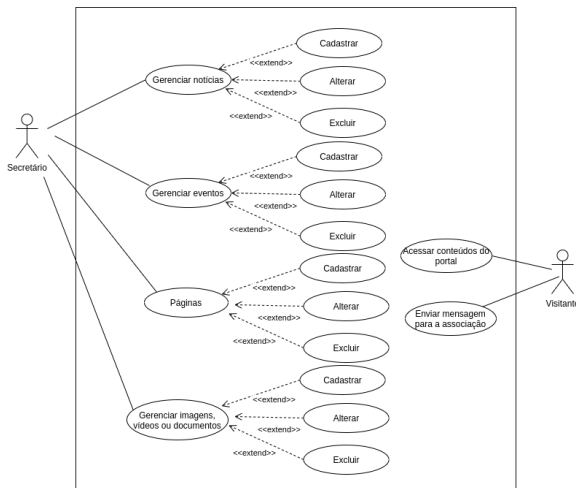 Cadastrar
<<extend>>
Gerenciar notícias
Alterar
<<extend>>
<<extend>>
Excluir
Secretário
Cadastrar
<<extend>>
Gerenciar eventos
Alterar
<<extend>>
<<extend>>
Excluir
Acessar conteúdos do
portal
Cadastrar
<<extend>>
Páginas
Alterar
Visitante
<<extend>>
Enviar mensagem
para a associação
<<extend>>
Excluir
Cadastrar
<<extend>>
Gerenciar imagens,
vídeos ou documentos
Alterar
<<extend>>
<<extend>>
Excluir